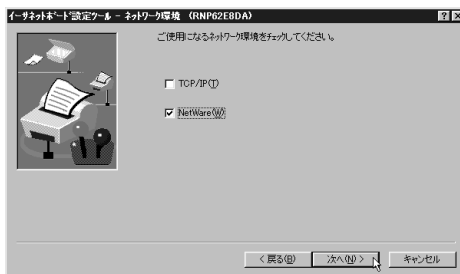 イーサネットボード設定ツール - ネットワーク環境 （RNP62E8DA）
ご使用になるネットワーク環境をチェックしてください。
TCP/IP(T)
NetWare(W)
< 戻る(B)
次へ(N) >
キャンセル